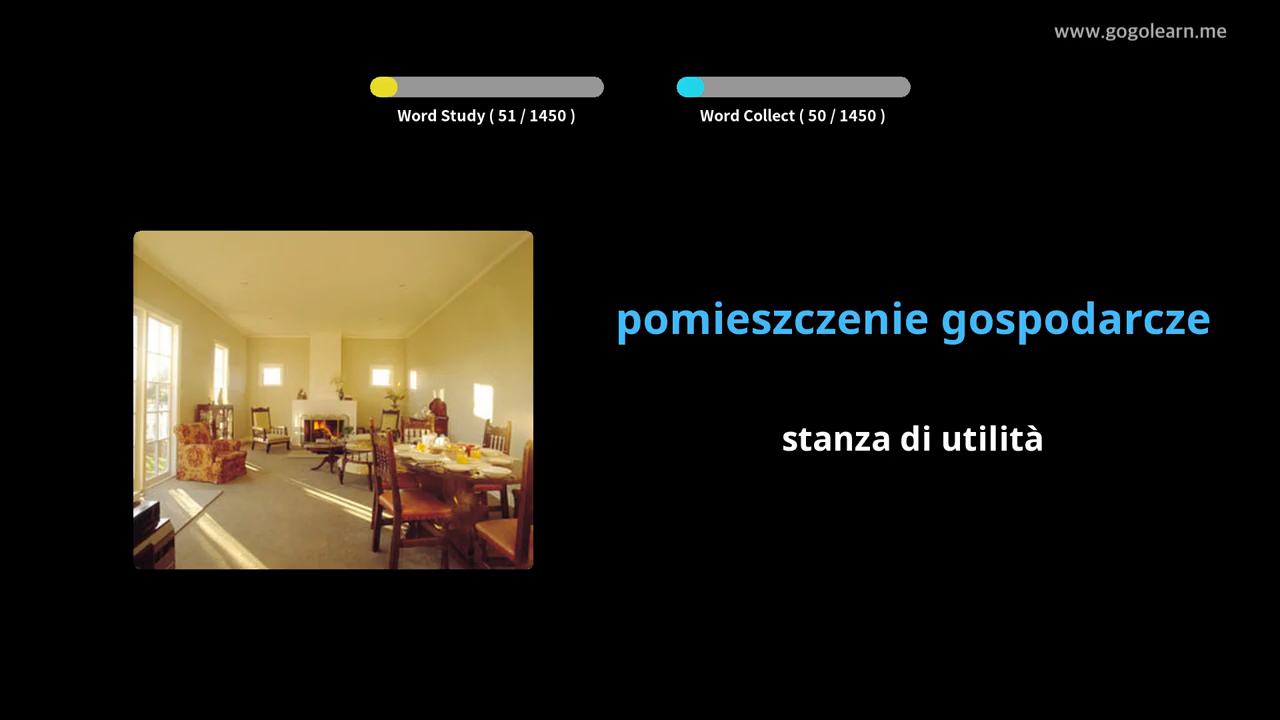 www.gogolearn.me
Word Study ( 51 / 1450 )
Word Collect ( 50 / 1450 )
pomieszczenie gospodarcze
stanza di utilità